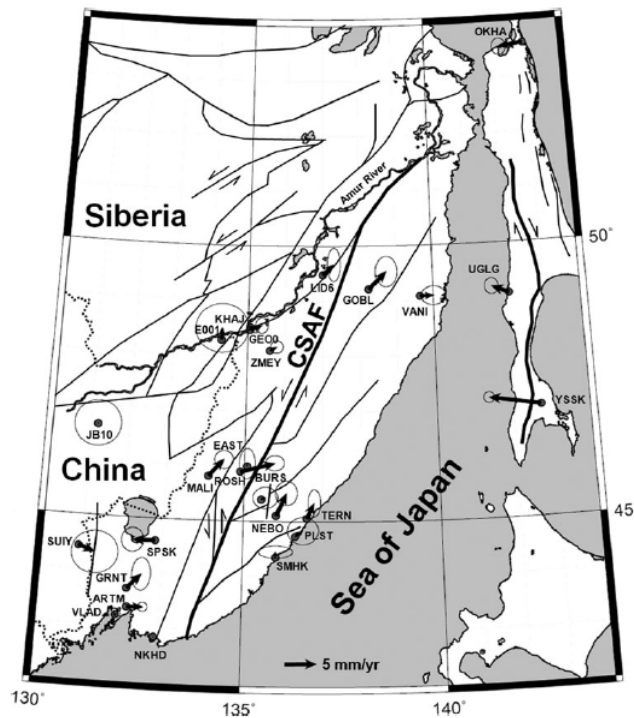 OKHA
Amur River
Siberia
50
UGLG
LID6
GOBL
VANI
KHAJ
E001
GEO0
ZMEY
CSAF
YSSK
JB10
China
EAST
MALI
ROSH
BURS
NEBO
TERN
PLST
45
SUIY
SPSK
SMHK
Sea of Japan
GRNT
ARTM
VLAD
NKHD
5 mm/yr
130
135
140